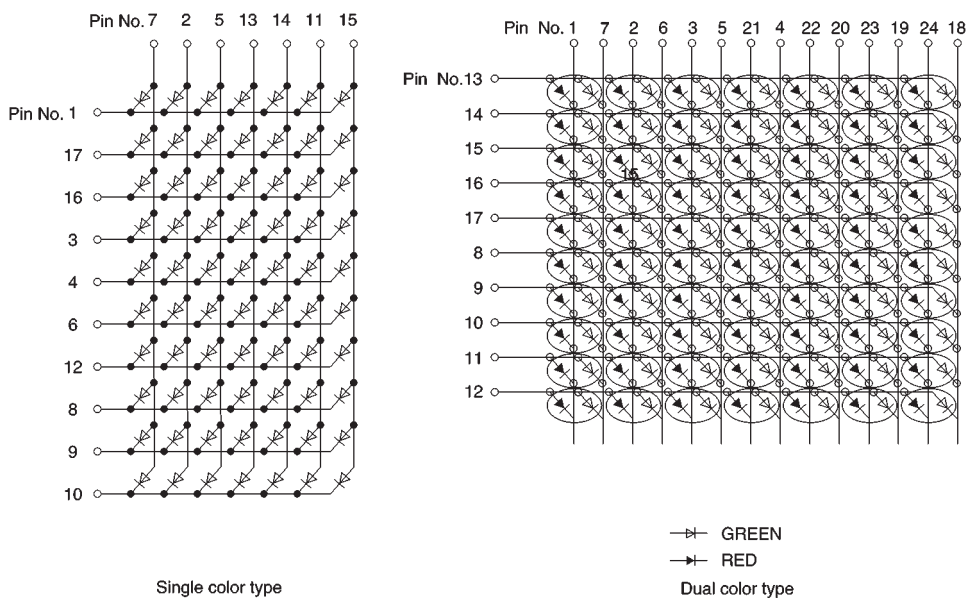 Pin No. 7 2 5 13 14 11 15
Pin No. 1
17
16
3
4
6
12
8
9
10
Single color type
Pin No. 1 7 2 6 3 5 21 4 22 20 23 19 24 18
Pin No.13
14
15
15
16
17
8
9
10
11
12
GREEN
RED
Dual color type